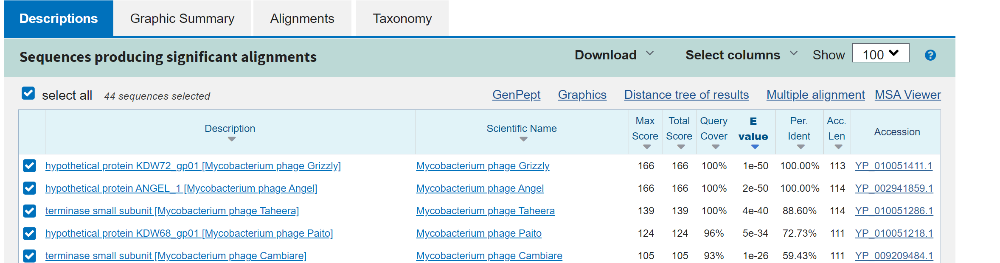 Descriptions Graphic Summary Alignments Taxonomy
Sequences producing significant alignments Download Select columns Show 100 ?
select all 44 sequences selected GenPept Graphics Distance tree of results Multiple alignment MSA Viewer
Description Scientific Name Max Score Total Score Query Cover E value Per. Ident Acc. Len Accession
hypothetical protein KDW72_gp01 [Mycobacterium phage Grizzly] Mycobacterium phage Grizzly 166 166 100% 1e-50 100.00% 113 YP_010051411.1
hypothetical protein ANGEL_1 [Mycobacterium phage Angel] Mycobacterium phage Angel 166 166 100% 2e-50 100.00% 114 YP_002941859.1
terminase small subunit [Mycobacterium phage Taheera] Mycobacterium phage Taheera 139 139 100% 4e-40 88.60% 114 YP_010051286.1
hypothetical protein KDW68_gp01 [Mycobacterium phage Paito] Mycobacterium phage Paito 124 124 96% 5e-34 72.73% 111 YP_010051218.1
terminase small subunit [Mycobacterium phage Cambiare] Mycobacterium phage Cambiare 105 105 93% 1e-26 59.43% 111 YP_009209484.1